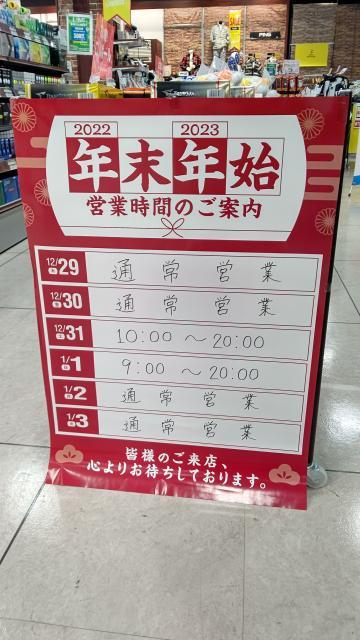 PING
2022 2023
年末年始
営業時間のご案内
12/29 通常営業
12/30 通常営業
12/31 10:00 ～ 20:00
1/1 9:00 ～ 20:00
1/2 通常営業
1/3 通常営業
皆様のご来店、
心よりお待ちしております。